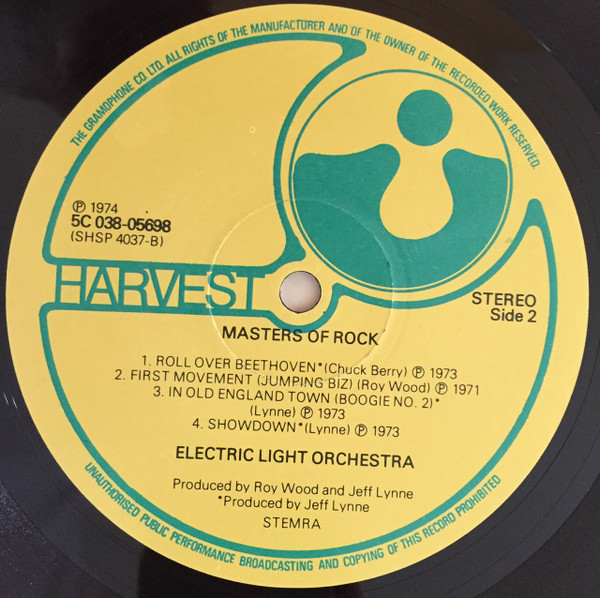 THE GRAMOPHONE CO. LTD. ALL RIGHTS OF THE MANUFACTURER AND OF THE OWNER OF THE RECORDED WORK RESERVED.
℗ 1974
5C 038-05698
(SHSP 4037-B)
HARVEST
STEREO
Side 2
MASTERS OF ROCK
1. ROLL OVER BEETHOVEN*(Chuck Berry) ℗ 1973
2. FIRST MOVEMENT (JUMPING BIZ) (Roy Wood) ℗ 1971
3. IN OLD ENGLAND TOWN (BOOGIE NO. 2)*
(Lynne) ℗ 1973
4. SHOWDOWN*(Lynne) ℗ 1973
ELECTRIC LIGHT ORCHESTRA
Produced by Roy Wood and Jeff Lynne
*Produced by Jeff Lynne
STEMRA
UNAUTHORISED PUBLIC PERFORMANCE BROADCASTING AND COPYING OF THIS RECORD PROHIBITED